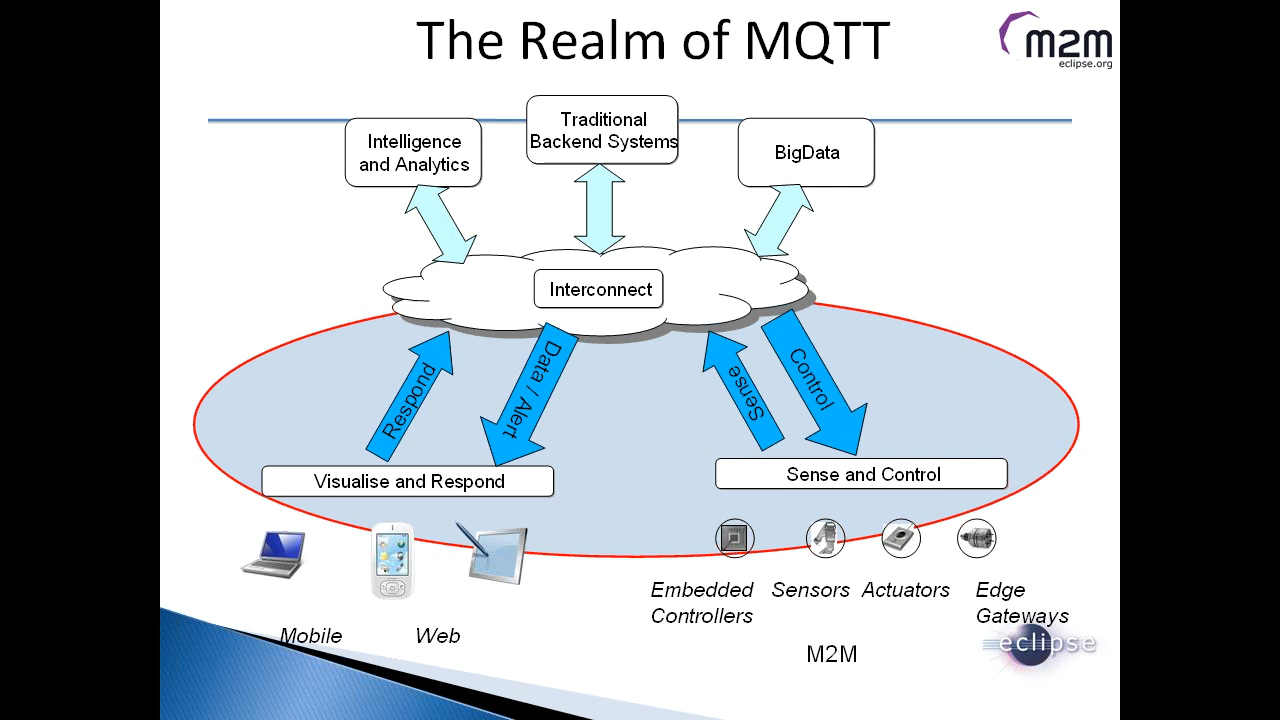 The Realm of MQTT
m2m
eclipse.org
Traditional
Backend Systems
Intelligence
and Analytics
BigData
Interconnect
Respond
Data / Alert
Sense
Control
Visualise and Respond
Sense and Control
Embedded
Controllers
Sensors
Actuators
Edge
Gateways
Mobile
Web
M2M
eclipse